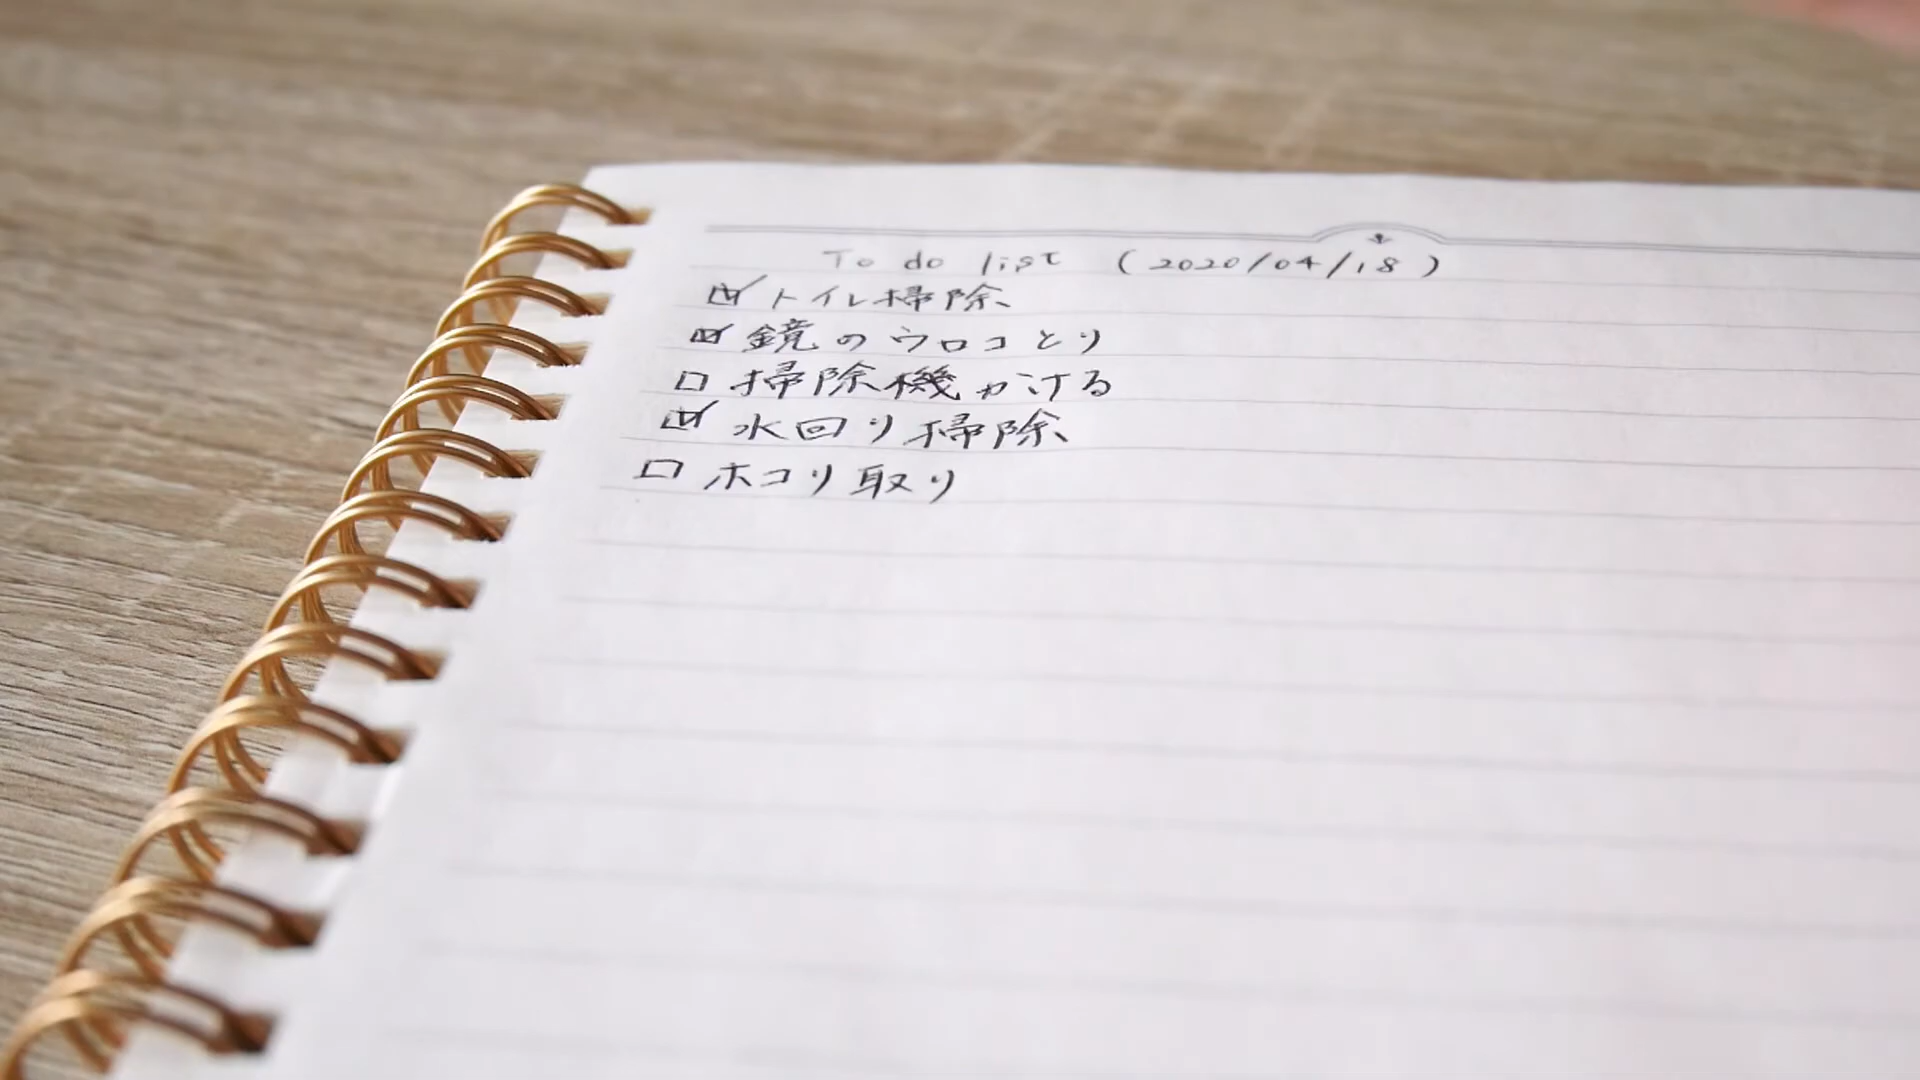 To do list (2020/04/18)
☑ トイレ掃除
☑ 鏡のウロコとり
☐ 掃除機かける
☑ 水回り掃除
☐ ホコリ取り